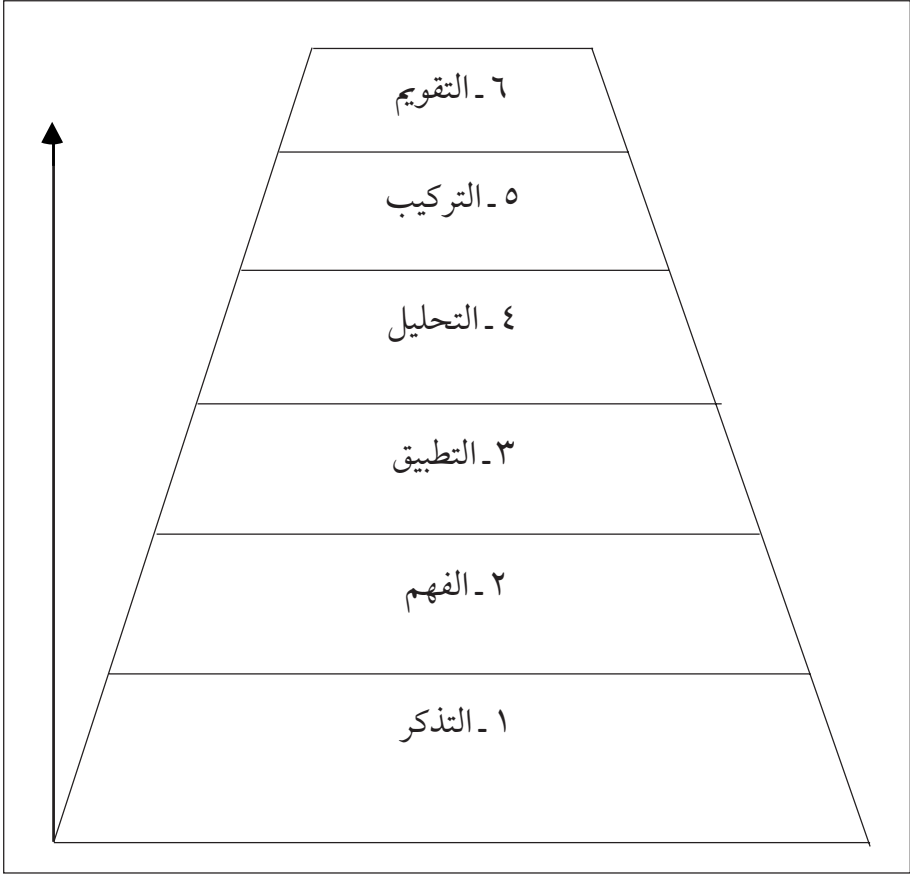 ٦ ـ التقويم
٥ ـ التركيب
٤ ـ التحليل
٣ ـ التطبيق
٢ ـ الفهم
١ ـ التذكر